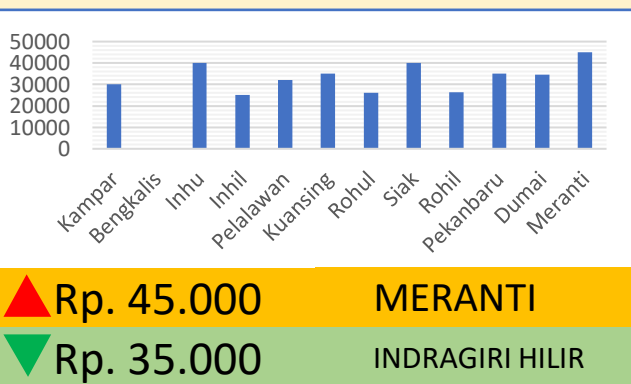 50000
40000
30000
20000
10000
0
Kampar
Bengkalis
Inhu
Inhil
Pelalawan
Kuansing
Rohul
Siak
Rohil
Pekanbaru
Dumai
Meranti
Rp. 45.000 MERANTI
Rp. 35.000 INDRAGIRI HILIR